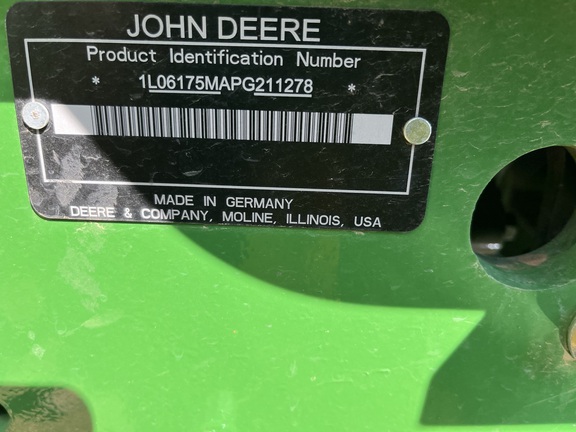 JOHN DEERE
Product Identification Number
* 1L06175MAPG211278 *
MADE IN GERMANY
DEERE & COMPANY, MOLINE, ILLINOIS, USA